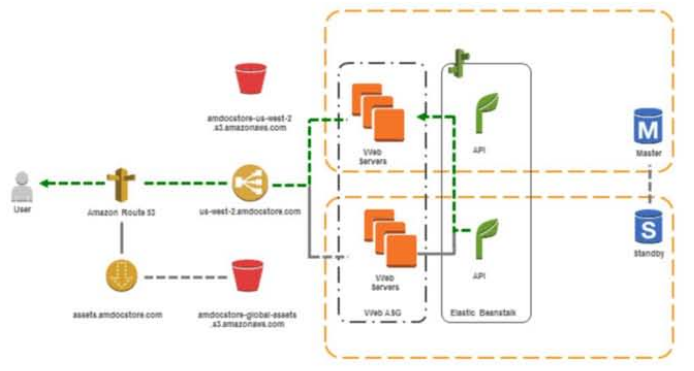 amdocstore-us-west-2
.s3.amazonaws.com
Web
Servers
API
M
Master
User
Amazon Route 53
us-west-2.amdocstore.com
S
Standby
Web
Servers
API
assets.amdocstore.com
amdocstore-global-assets
.s3.amazonaws.com
Web ASG
Elastic Beanstalk